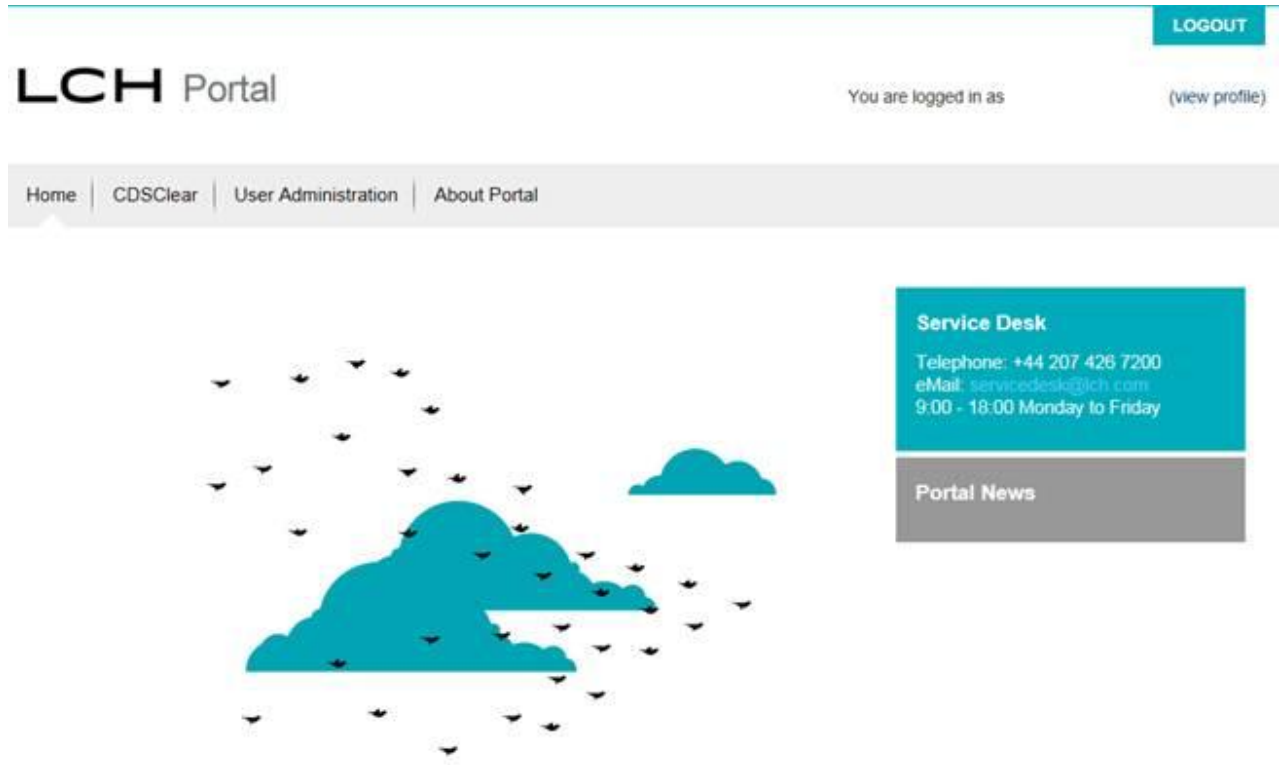 LOGOUT
LCH Portal
You are logged in as (view profile)
Home CDSClear User Administration About Portal
Service Desk
Telephone: +44 207 426 7200
eMail: servicedesk@lch.com
9:00 - 18:00 Monday to Friday
Portal News